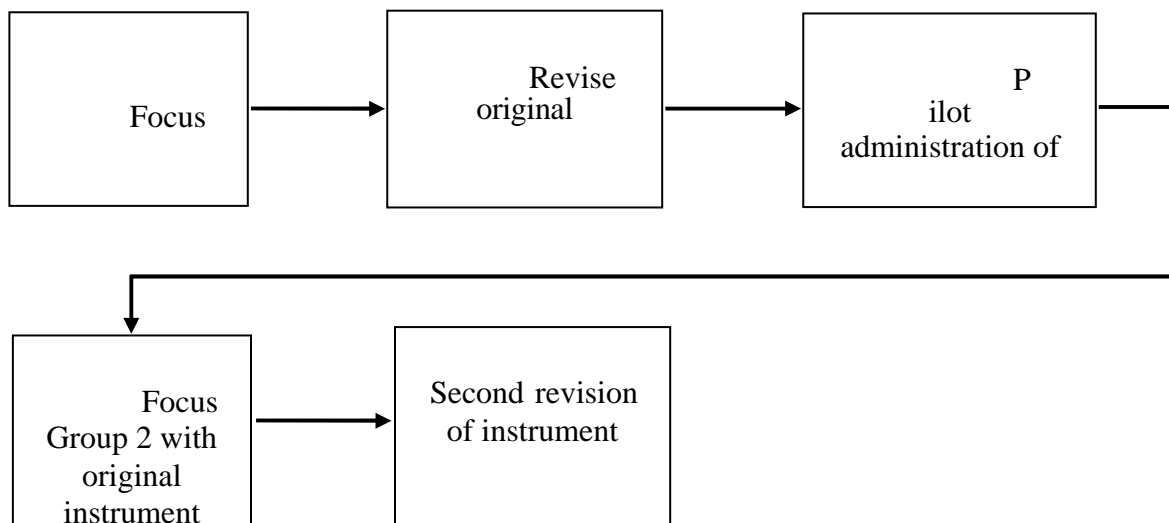 Focus
Revise
original
P
ilot
administration of
Focus
Group 2 with
original
instrument
Second revision
of instrument